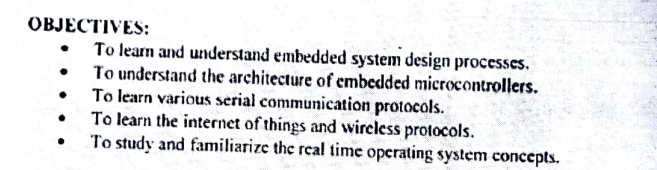 OBJECTIVES:
• To learn and understand embedded system design processes.
• To understand the architecture of embedded microcontrollers.
• To learn various serial communication protocols.
• To learn the internet of things and wireless protocols.
• To study and familiarize the real time operating system concepts.